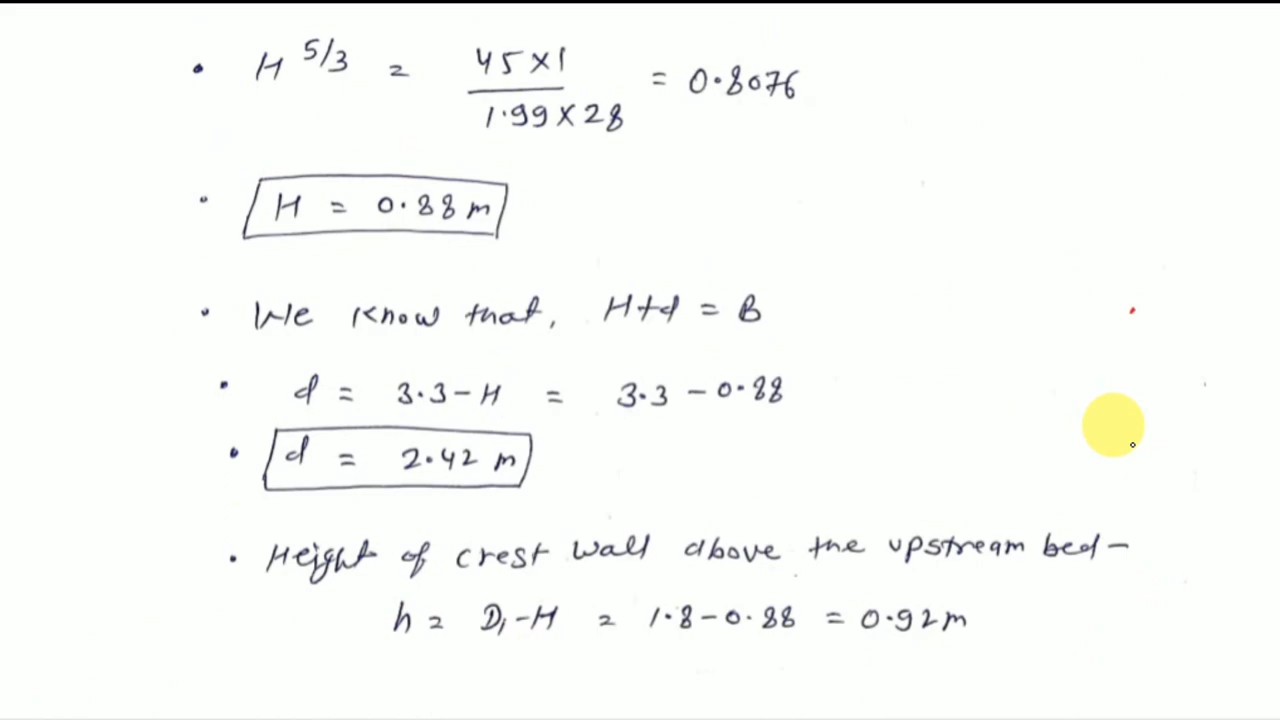 • H^5/3 = 45×1 / 1.99×28 = 0.8076
• H = 0.88 m
• We know that, H+d = B
• d = 3.3 - H = 3.3 - 0.88
• d = 2.42 m
• Height of crest wall above the upstream bed -
h = D₁-H = 1.8-0.88 = 0.92m